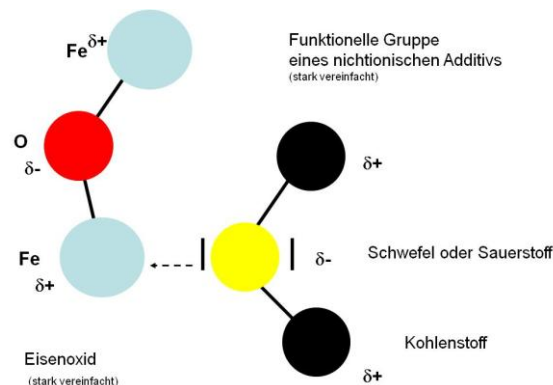 Fe δ+
Funktionelle Gruppe
eines nichtionischen Additivs
(stark vereinfacht)
O
δ-
δ+
Fe
δ+
δ-
Schwefel oder Sauerstoff
Kohlenstoff
δ+
Eisenoxid
(stark vereinfacht)